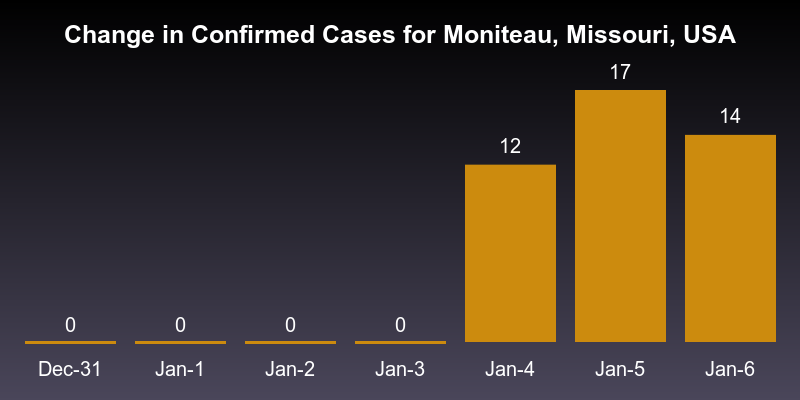 Change in Confirmed Cases for Moniteau, Missouri, USA
17
14
12
0 0 0 0
Dec-31 Jan-1 Jan-2 Jan-3 Jan-4 Jan-5 Jan-6